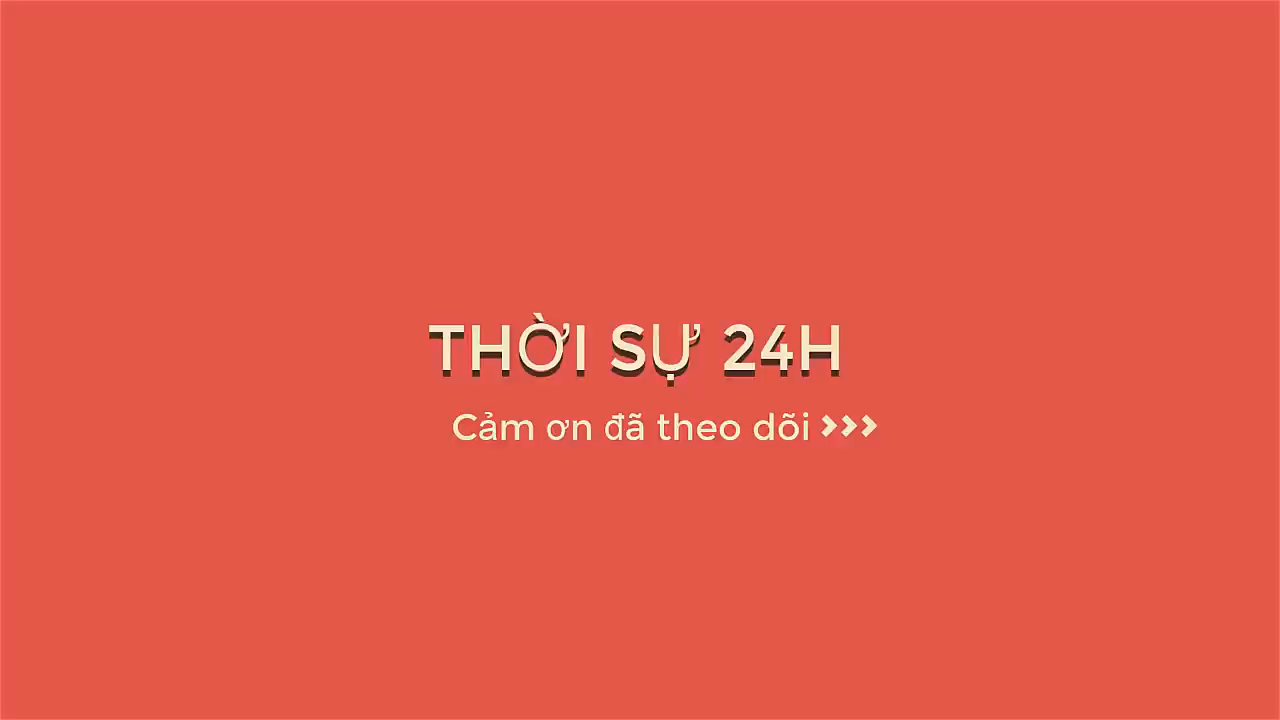 THỜI SỰ 24H
Cảm ơn đã theo dõi >>>